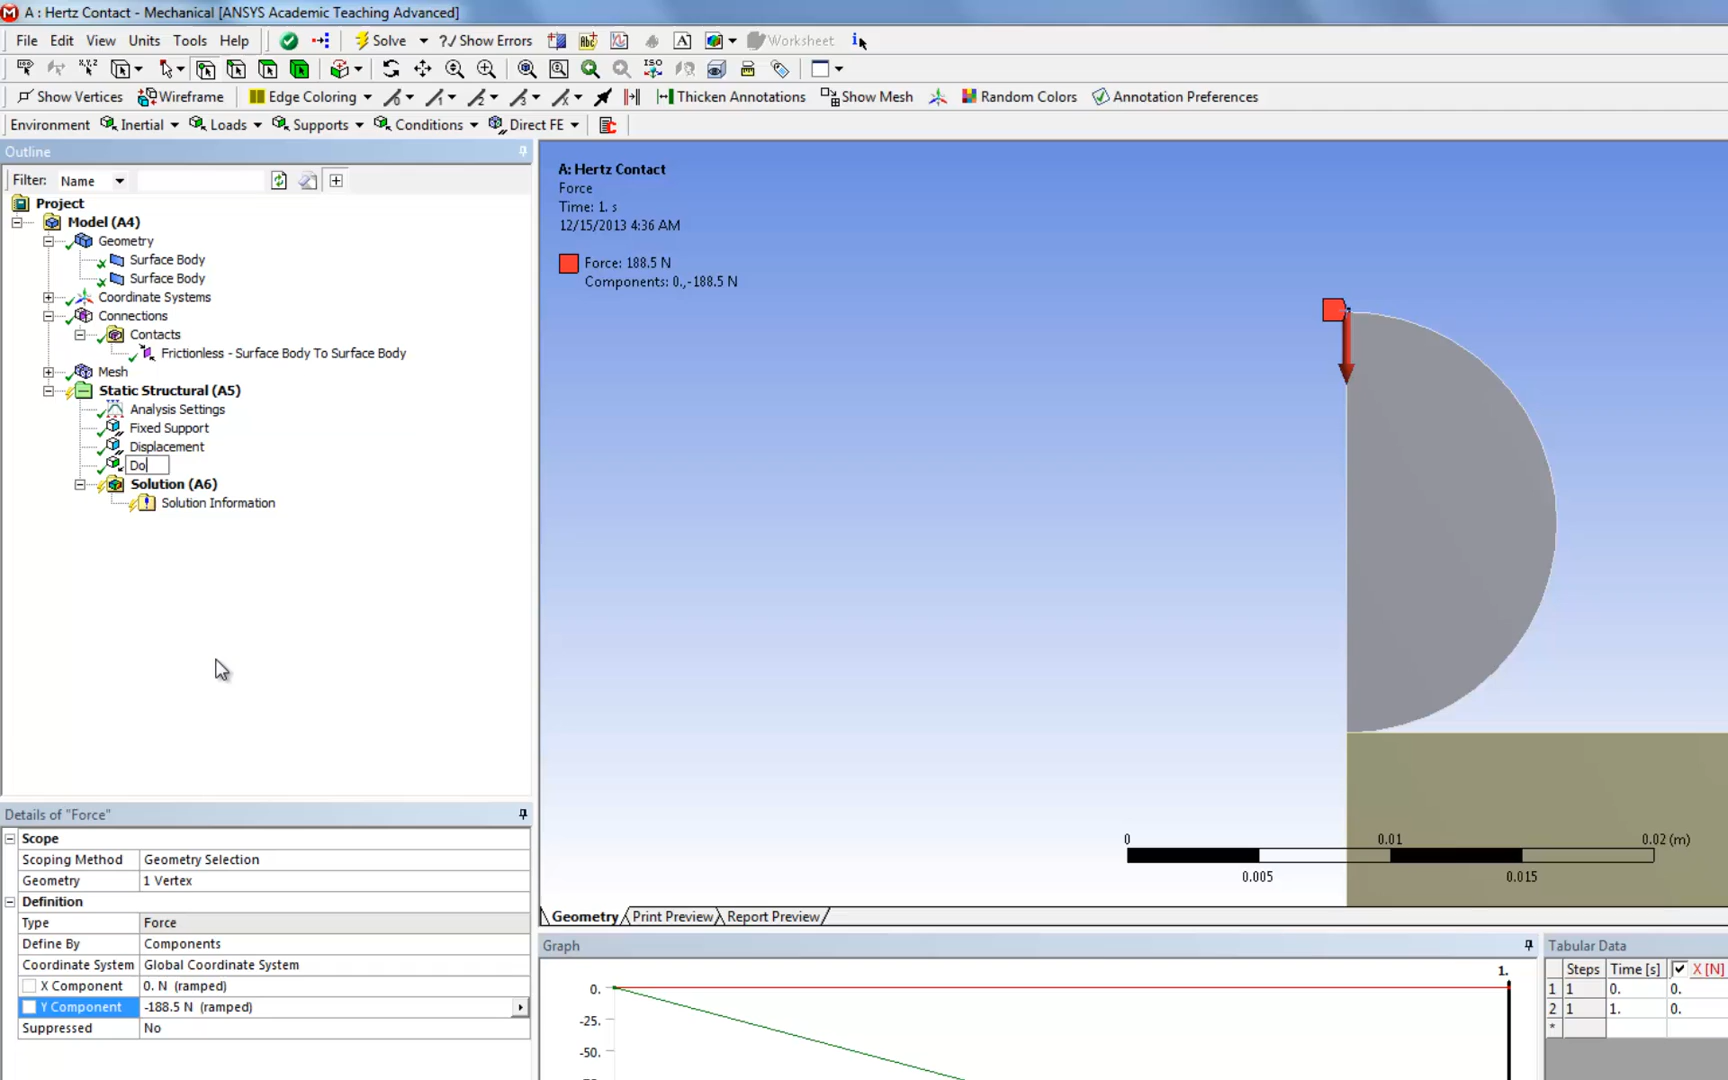 A : Hertz Contact - Mechanical [ANSYS Academic Teaching Advanced]
File Edit View Units Tools Help Solve ?/ Show Errors Worksheet
Show Vertices Wireframe Edge Coloring Thicken Annotations Show Mesh Random Colors Annotation Preferences
Environment Inertial Loads Supports Conditions Direct FE
Outline
Filter: Name
Project
Model (A4)
Geometry
Surface Body
Surface Body
Coordinate Systems
Connections
Contacts
Frictionless - Surface Body To Surface Body
Mesh
Static Structural (A5)
Analysis Settings
Fixed Support
Displacement
Do
Solution (A6)
Solution Information
A: Hertz Contact
Force
Time: 1. s
12/15/2013 4:36 AM
Force: 188.5 N
Components: 0.,-188.5 N
0 0.01 0.02 (m)
0.005 0.015
Geometry Print Preview Report Preview
Details of "Force"
Scope
Scoping Method Geometry Selection
Geometry 1 Vertex
Definition
Type Force
Define By Components
Coordinate System Global Coordinate System
X Component 0. N (ramped)
Y Component -188.5 N (ramped)
Suppressed No
Graph
1.
0.
-25.
-50.
Tabular Data
Steps Time [s] X [N]
1 1 0. 0.
2 1 1. 0.
*